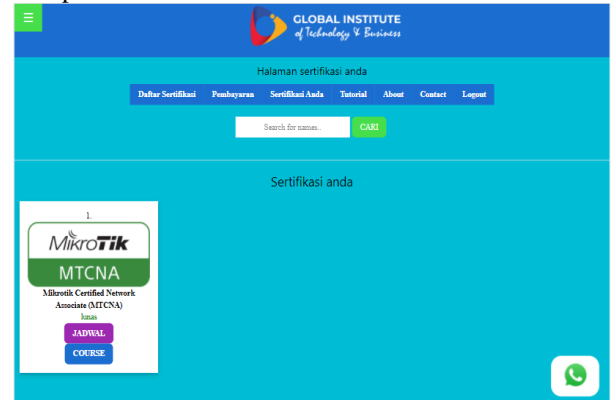 GLOBAL INSTITUTE
of Technology & Business
Halaman sertifikasi anda
Daftar Sertifikasi Pembayaran Sertifikasi Anda Tutorial About Contact Logout
Search for names.. CARI
Sertifikasi anda
1.
MikroTik
MTCNA
Mikrotik Certified Network
Associate (MTCNA)
lunas
JADWAL
COURSE